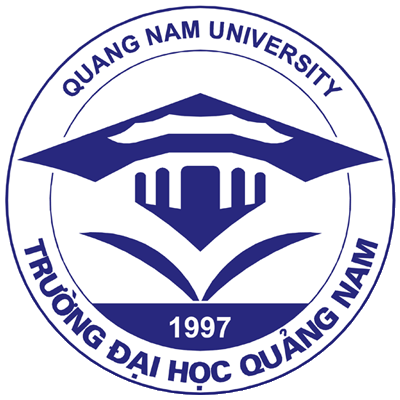 QUANG NAM UNIVERSITY
1997
TRƯỜNG ĐẠI HỌC QUẢNG NAM